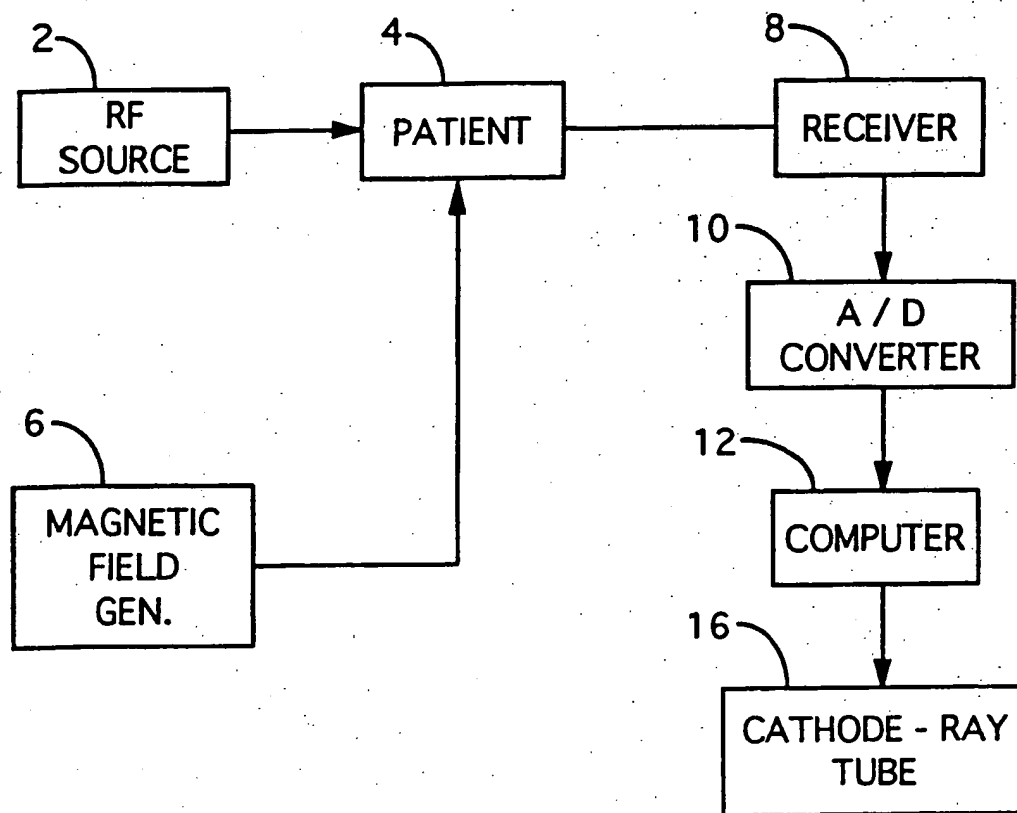 2
RF
SOURCE
4
PATIENT
8
RECEIVER
10
A / D
CONVERTER
6
MAGNETIC
FIELD
GEN.
12
COMPUTER
16
CATHODE - RAY
TUBE